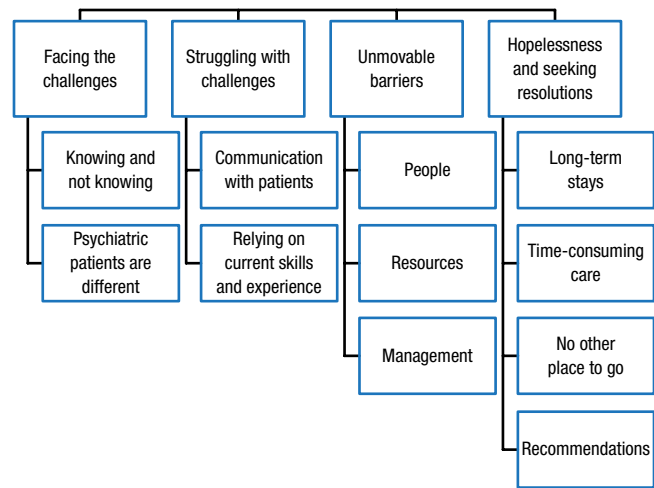 Facing the
challenges
Knowing and
not knowing
Psychiatric
patients are
different
Struggling with
challenges
Communication
with patients
Relying on
current skills
and experience
Unmovable
barriers
People
Resources
Management
Hopelessness
and seeking
resolutions
Long-term
stays
Time-consuming
care
No other
place to go
Recommendations